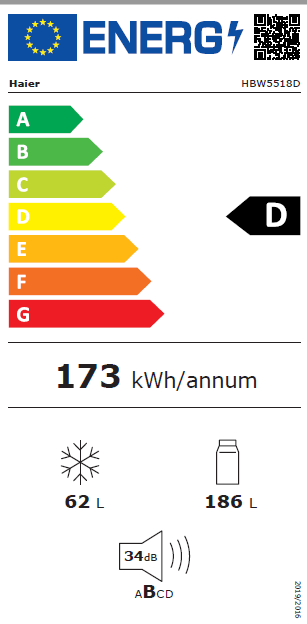 ENERG
Haier HBW5518D
A
B
C
D
D
E
F
G
173 kWh/annum
62 L 186 L
34dB
ABCD
2019/2016